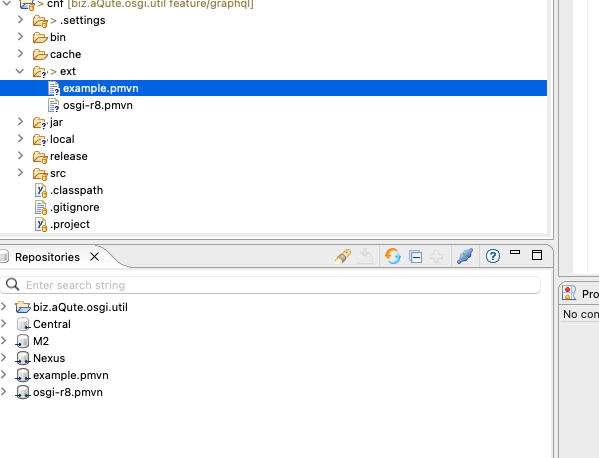 > cnf [biz.aQute.osgi.util feature/graphql]
> .settings
bin
cache
> ext
example.pmvn
osgi-r8.pmvn
jar
local
release
src
.classpath
.gitignore
.project
Repositories
Enter search string
biz.aQute.osgi.util
Central
M2
Nexus
example.pmvn
osgi-r8.pmvn
Pro
No con